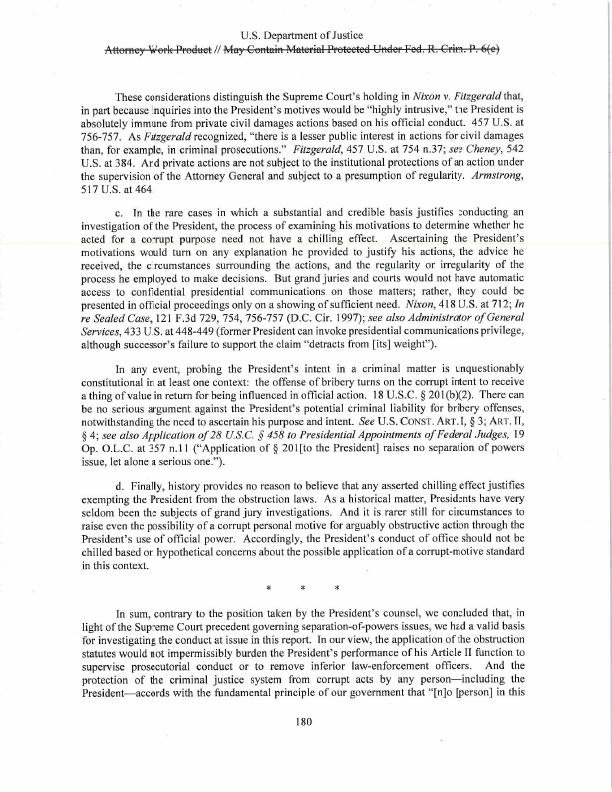 U.S. Department of Justice
Attorney Work Product // May Contain Material Protected Under Fed. R. Crim. P. 6(e)
These considerations distinguish the Supreme Court's holding in Nixon v. Fitzgerald that,
in part because inquiries into the President's motives would be "highly intrusive," the President is
absolutely immune from private civil damages actions based on his official conduct. 457 U.S. at
756-757. As Fitzgerald recognized, "there is a lesser public interest in actions for civil damages
than, for example, in criminal prosecutions." Fitzgerald, 457 U.S. at 754 n.37; see Cheney, 542
U.S. at 384. And private actions are not subject to the institutional protections of an action under
the supervision of the Attorney General and subject to a presumption of regularity. Armstrong,
517 U.S. at 464.
c. In the rare cases in which a substantial and credible basis justifies conducting an
investigation of the President, the process of examining his motivations to determine whether he
acted for a corrupt purpose need not have a chilling effect. Ascertaining the President's
motivations would turn on any explanation he provided to justify his actions, the advice he
received, the circumstances surrounding the actions, and the regularity or irregularity of the
process he employed to make decisions. But grand juries and courts would not have automatic
access to confidential presidential communications on those matters; rather, they could be
presented in official proceedings only on a showing of sufficient need. Nixon, 418 U.S. at 712; In
re Sealed Case, 121 F.3d 729, 754, 756-757 (D.C. Cir. 1997); see also Administrator of General
Services, 433 U.S. at 448-449 (former President can invoke presidential communications privilege,
although successor's failure to support the claim "detracts from [its] weight").
In any event, probing the President's intent in a criminal matter is unquestionably
constitutional in at least one context: the offense of bribery turns on the corrupt intent to receive
a thing of value in return for being influenced in official action. 18 U.S.C. § 201(b)(2). There can
be no serious argument against the President's potential criminal liability for bribery offenses,
notwithstanding the need to ascertain his purpose and intent. See U.S. CONST. ART. I, § 3; ART. II,
§ 4; see also Application of 28 U.S.C. § 458 to Presidential Appointments of Federal Judges, 19
Op. O.L.C. at 357 n.11 ("Application of § 201[to the President] raises no separation of powers
issue, let alone a serious one.").
d. Finally, history provides no reason to believe that any asserted chilling effect justifies
exempting the President from the obstruction laws. As a historical matter, Presidents have very
seldom been the subjects of grand jury investigations. And it is rarer still for circumstances to
raise even the possibility of a corrupt personal motive for arguably obstructive action through the
President's use of official power. Accordingly, the President's conduct of office should not be
chilled based on hypothetical concerns about the possible application of a corrupt-motive standard
in this context.
* * *
In sum, contrary to the position taken by the President's counsel, we concluded that, in
light of the Supreme Court precedent governing separation-of-powers issues, we had a valid basis
for investigating the conduct at issue in this report. In our view, the application of the obstruction
statutes would not impermissibly burden the President's performance of his Article II function to
supervise prosecutorial conduct or to remove inferior law-enforcement officers. And the
protection of the criminal justice system from corrupt acts by any person—including the
President—accords with the fundamental principle of our government that "[n]o [person] in this
180